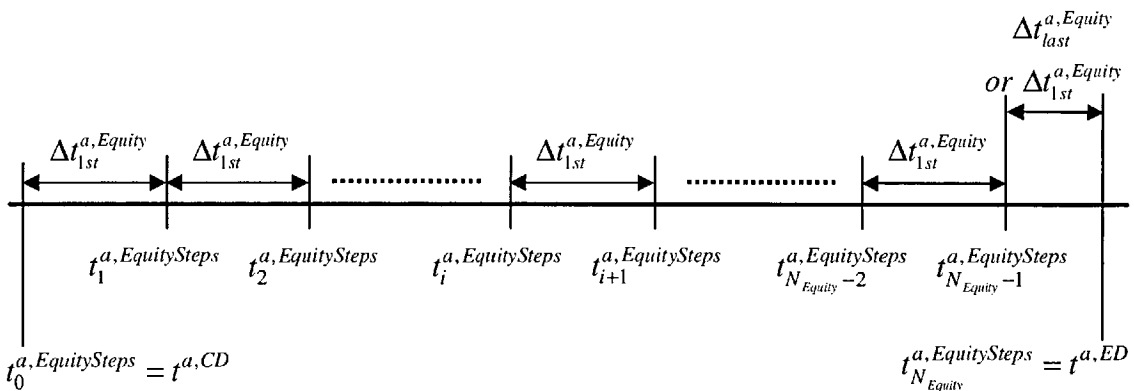 Δt_{last}^{a,Equity}
or Δt_{1st}^{a,Equity}
Δt_{1st}^{a,Equity} Δt_{1st}^{a,Equity} Δt_{1st}^{a,Equity} Δt_{1st}^{a,Equity}
t_1^{a,EquitySteps} t_2^{a,EquitySteps} t_i^{a,EquitySteps} t_{i+1}^{a,EquitySteps} t_{N_{Equity}-2}^{a,EquitySteps} t_{N_{Equity}-1}^{a,EquitySteps}
t_0^{a,EquitySteps} = t^{a,CD} t_{N_{Equity}}^{a,EquitySteps} = t^{a,ED}